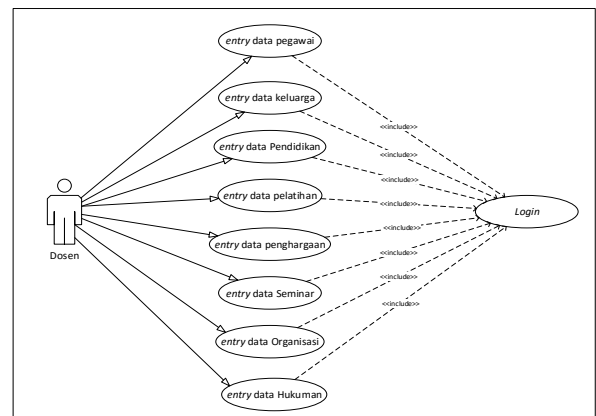 entry data pegawai
entry data keluarga
entry data Pendidikan
entry data pelatihan
entry data penghargaan
entry data Seminar
entry data Organisasi
entry data Hukuman
Dosen
<<include>>
<<include>>
<<include>>
<<include>>
<<include>>
<<include>>
<<include>>
<<include>>
Login